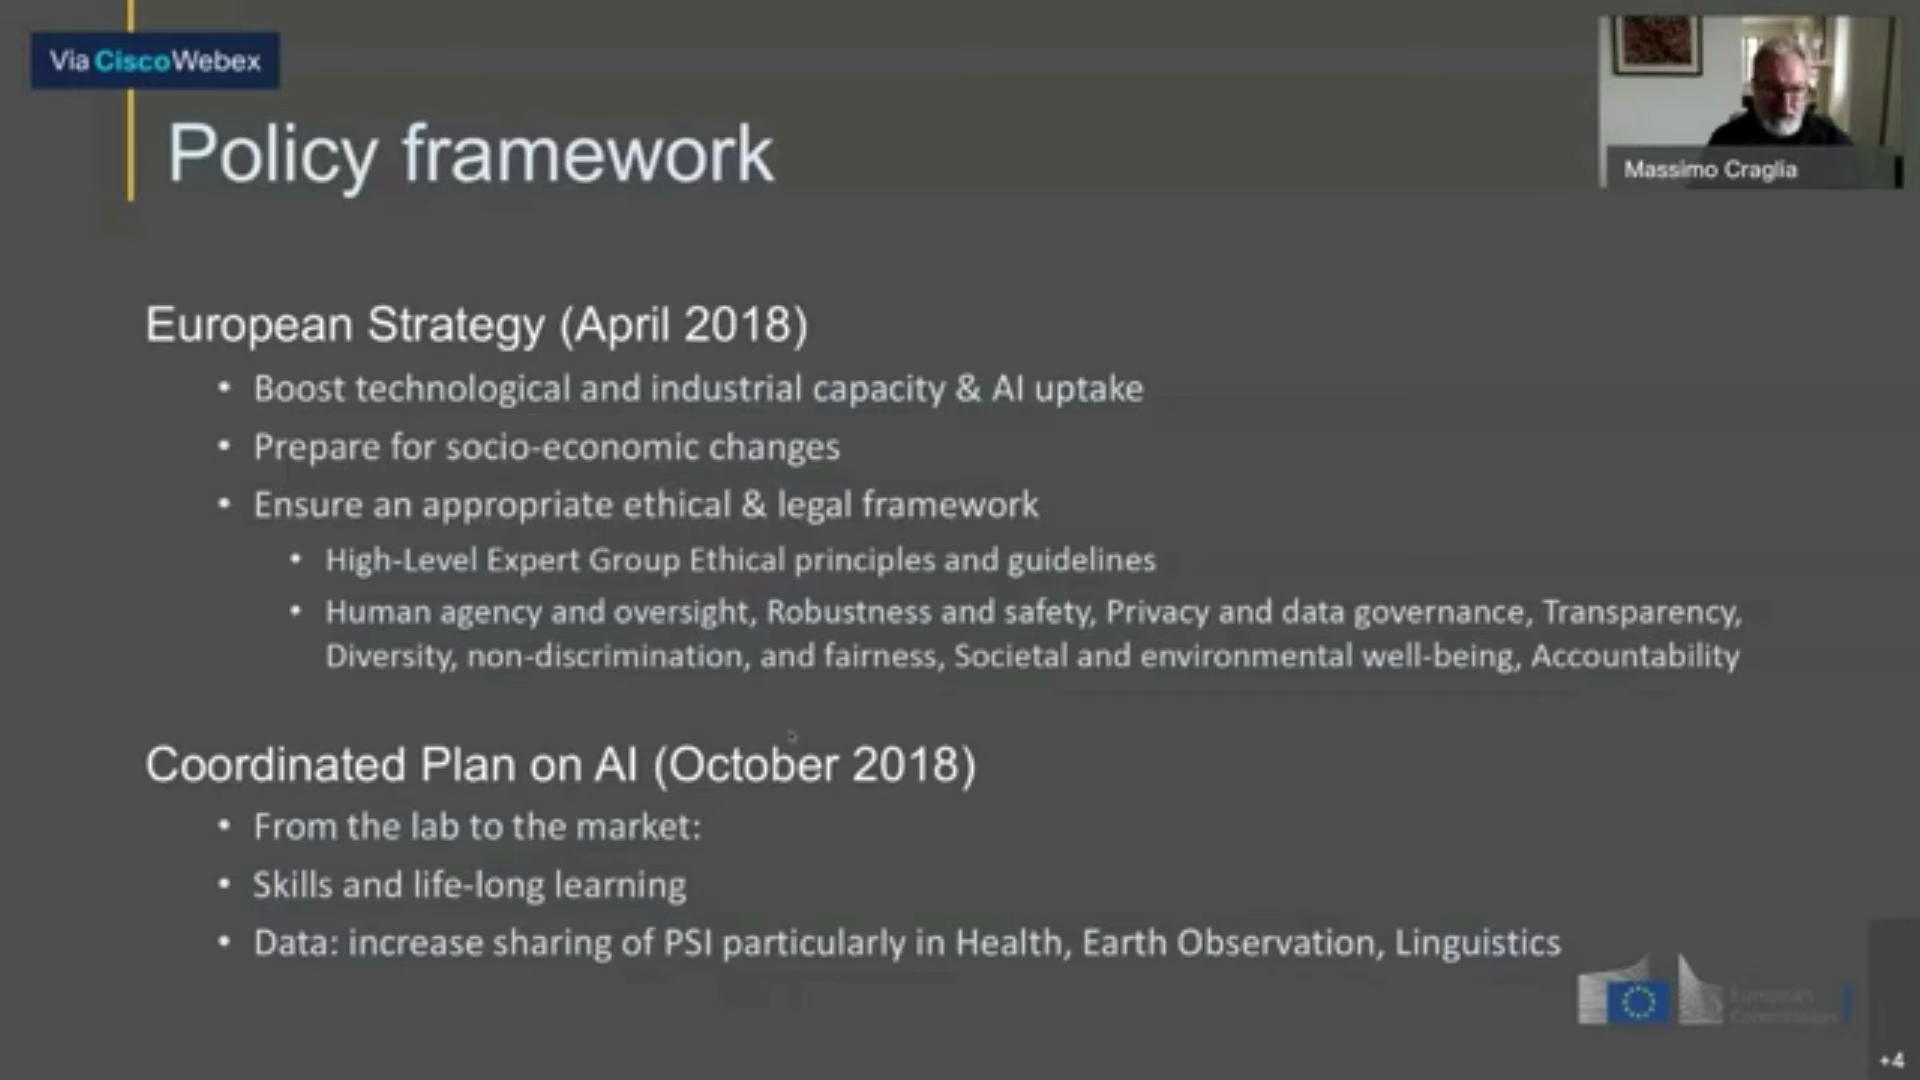 Via CiscoWebex
Massimo Craglia
Policy framework
European Strategy (April 2018)
• Boost technological and industrial capacity & AI uptake
• Prepare for socio-economic changes
• Ensure an appropriate ethical & legal framework
• High-Level Expert Group Ethical principles and guidelines
• Human agency and oversight, Robustness and safety, Privacy and data governance, Transparency,
Diversity, non-discrimination, and fairness, Societal and environmental well-being, Accountability
Coordinated Plan on AI (October 2018)
• From the lab to the market:
• Skills and life-long learning
• Data: increase sharing of PSI particularly in Health, Earth Observation, Linguistics
European
Commission
+4